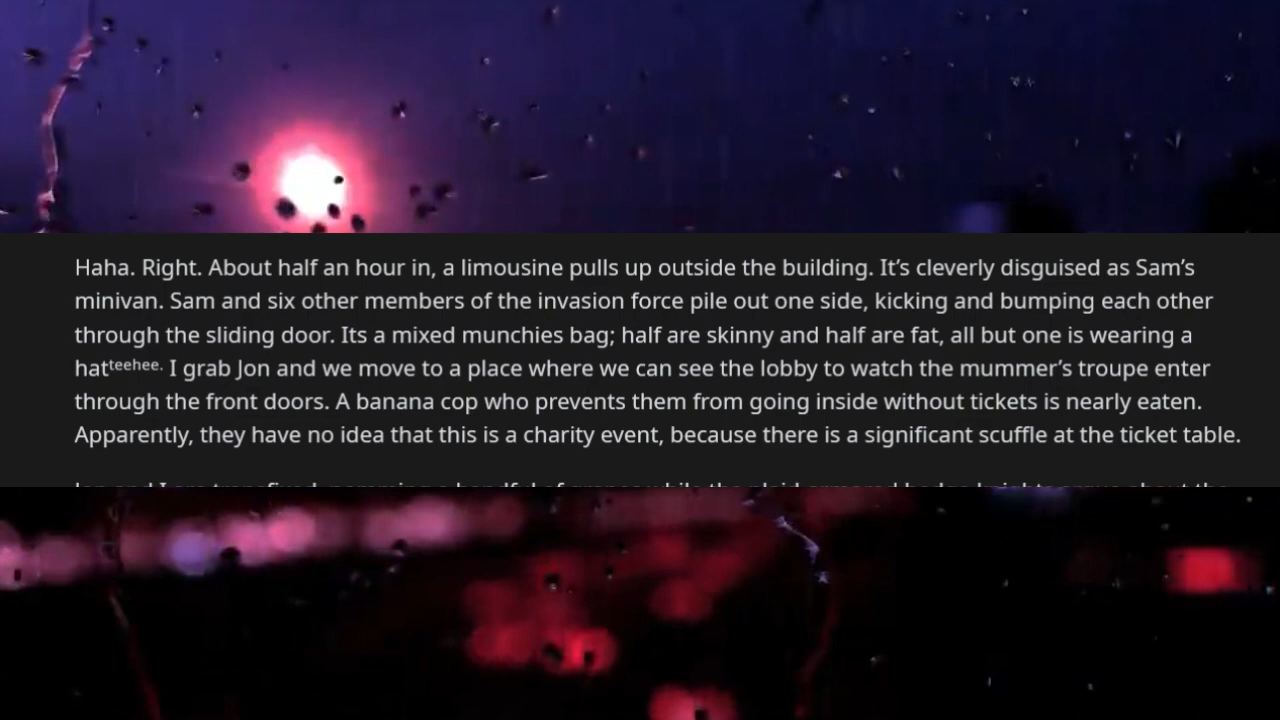 Haha. Right. About half an hour in, a limousine pulls up outside the building. It’s cleverly disguised as Sam’s
minivan. Sam and six other members of the invasion force pile out one side, kicking and bumping each other
through the sliding door. Its a mixed munchies bag; half are skinny and half are fat, all but one is wearing a
hatteehee. I grab Jon and we move to a place where we can see the lobby to watch the mummer’s troupe enter
through the front doors. A banana cop who prevents them from going inside without tickets is nearly eaten.
Apparently, they have no idea that this is a charity event, because there is a significant scuffle at the ticket table.